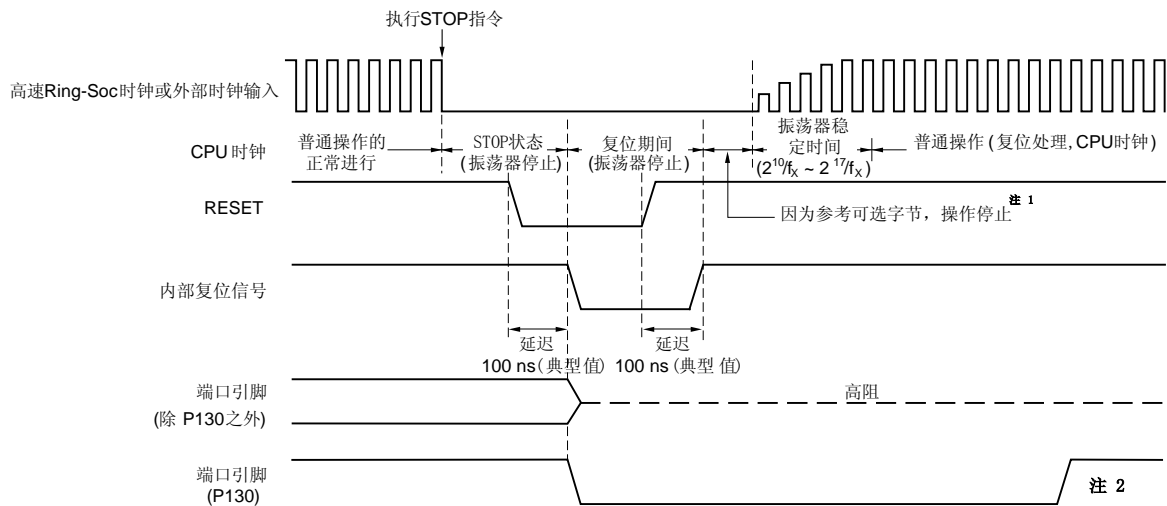 执行STOP指令
高速Ring-Soc时钟或外部时钟输入
CPU 时钟
普通操作的
正常进行
STOP状态
(振荡器停止)
复位期间
(振荡器停止)
振荡器稳
定时间
(2^10/fX ~ 2^17/fX)
普通操作 (复位处理,CPU时钟)
RESET
因为参考可选字节，操作停止 注 1
内部复位信号
延迟
100 ns(典型值)
延迟
100 ns(典型 值)
端口引脚
(除 P130之外)
高阻
端口引脚
(P130)
注 2